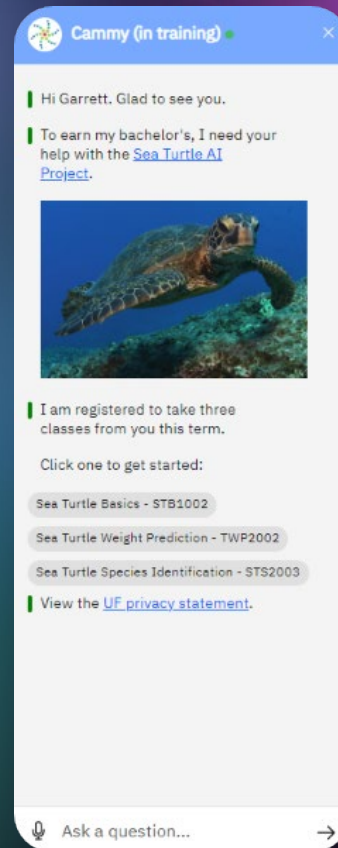 Cammy (in training)
Hi Garrett. Glad to see you.
To earn my bachelor's, I need your
help with the Sea Turtle AI
Project.
I am registered to take three
classes from you this term.
Click one to get started:
Sea Turtle Basics - STB1002
Sea Turtle Weight Prediction - TWP2002
Sea Turtle Species Identification - STS2003
View the UF privacy statement.
Ask a question...